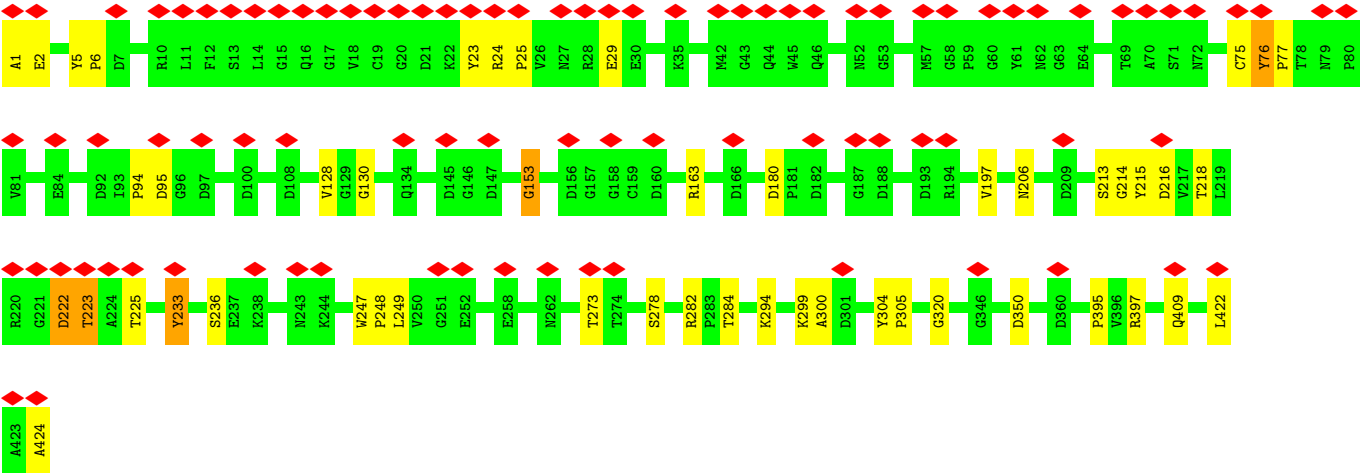 A1 E2 Y5 P6 D7 R10 L11 F12 S13 L14 G15 Q16 G17 V18 C19 G20 D21 K22 Y23 R24 P25 V26 N27 R28 E29 E30 K35 M42 G43 Q44 W45 Q46 N52 G53 M57 G58 P59 G60 Y61 N62 G63 E64 T69 A70 S71 N72 C75 Y76 P77 T78 N79 P80
V81 E84 D92 I93 P94 D95 G96 D97 D100 D108 V128 G129 G130 Q134 D145 G146 D147 G153 D156 G157 G158 C159 D160 R163 D166 D180 P181 D182 G187 D188 D193 R194 V197 N206 D209 S213 G214 Y215 D216 V217 T218 L219
R220 G221 D222 T223 A224 T225 Y233 S236 E237 K238 N243 K244 W247 P248 L249 V250 G251 E252 E258 N262 T273 T274 S278 R282 P283 T284 K294 K299 A300 D301 Y304 P305 G320 G346 D350 D360 P395 V396 R397 Q409 L422
A423 A424